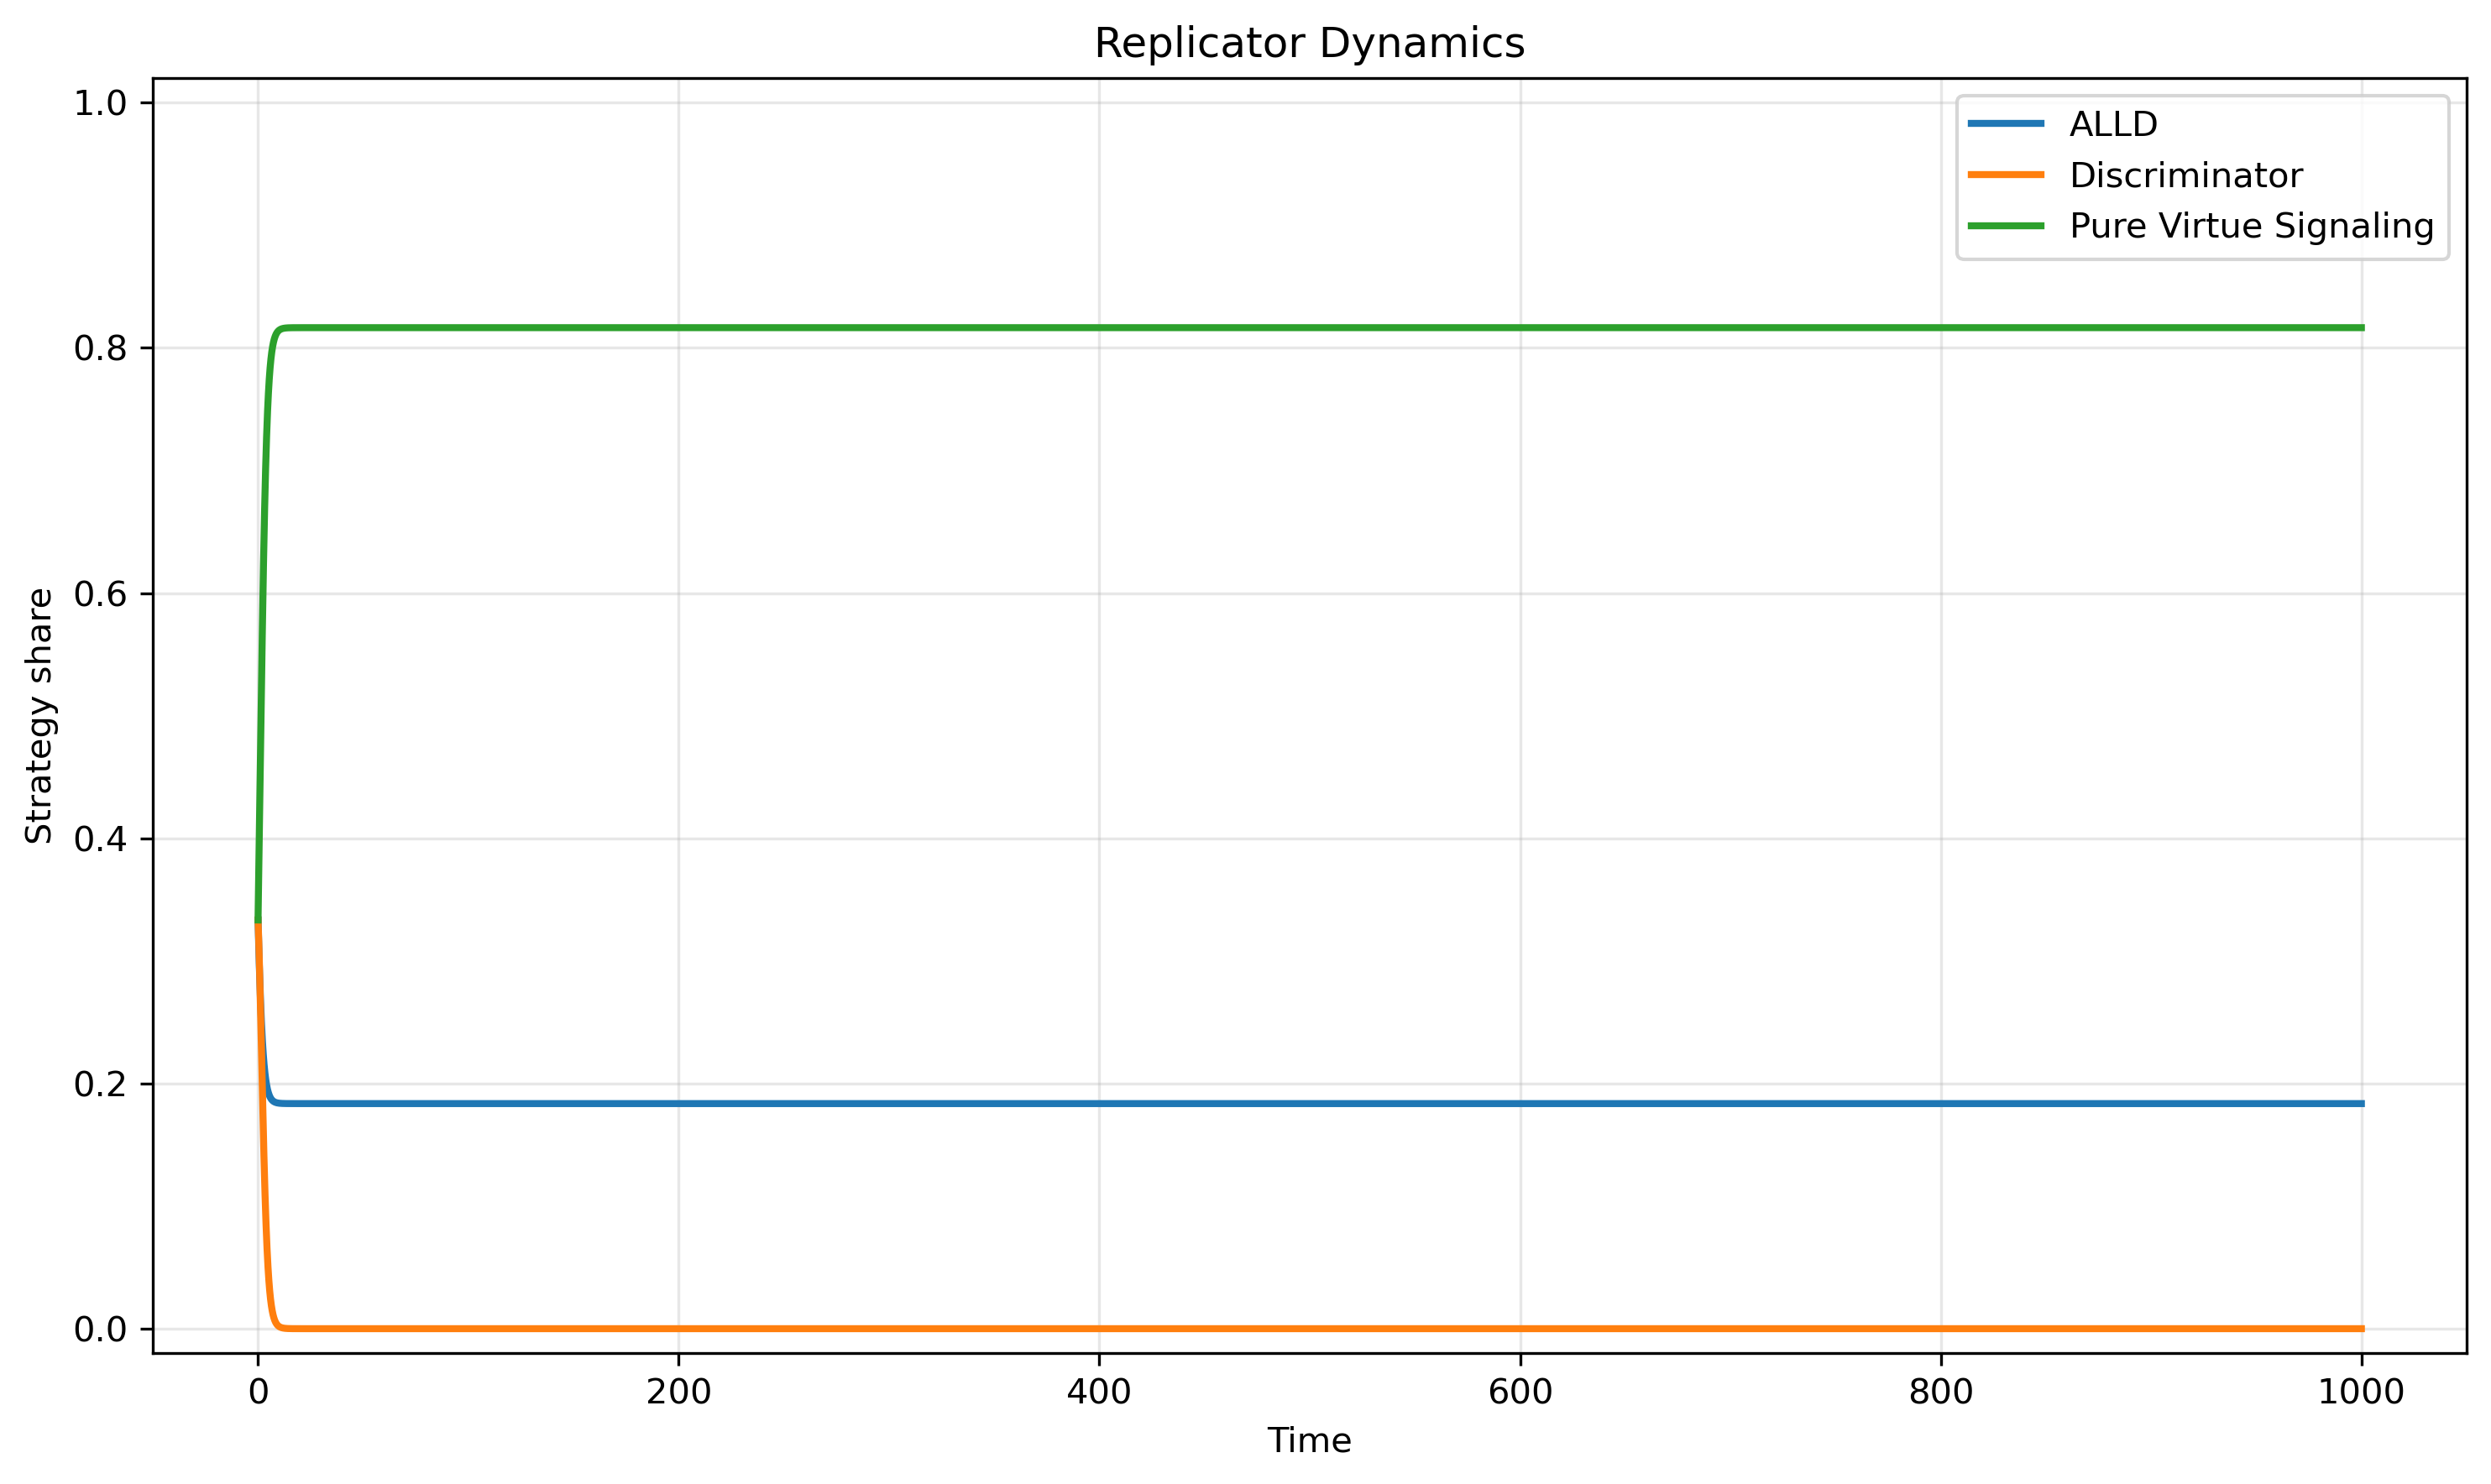 Replicator Dynamics
1.0
0.8
0.6
0.4
0.2
0.0
Strategy share
ALLD
Discriminator
Pure Virtue Signaling
0 200 400 600 800 1000
Time